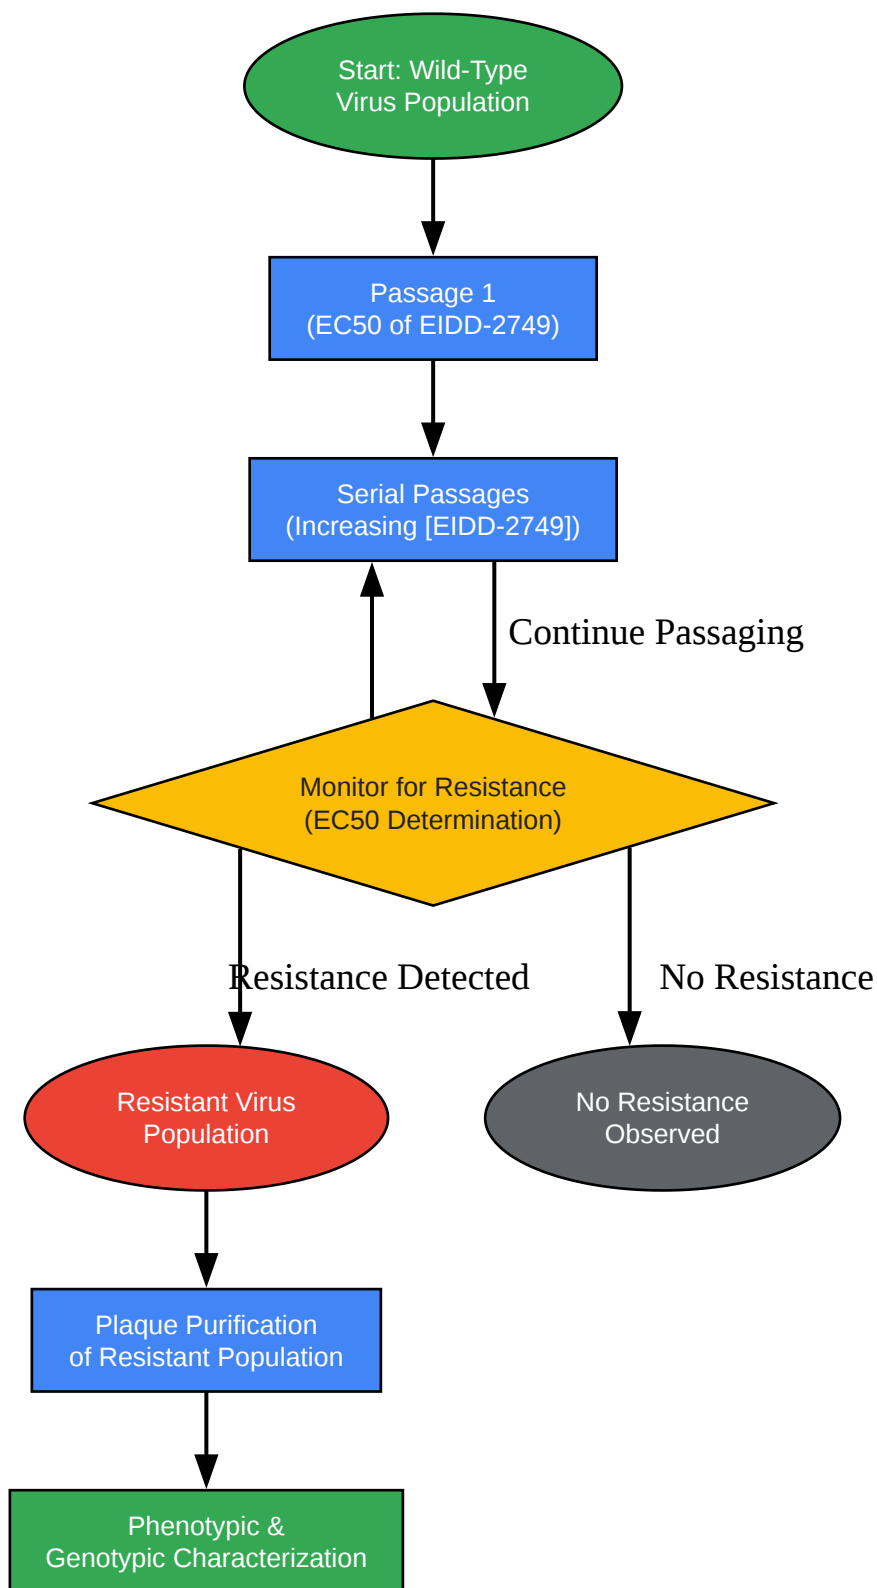 Start: Wild-Type
Virus Population
Passage 1
(EC50 of EIDD-2749)
Serial Passages
(Increasing [EIDD-2749])
Continue Passaging
Monitor for Resistance
(EC50 Determination)
Resistance Detected
No Resistance
Resistant Virus
Population
No Resistance
Observed
Plaque Purification
of Resistant Population
Phenotypic &
Genotypic Characterization